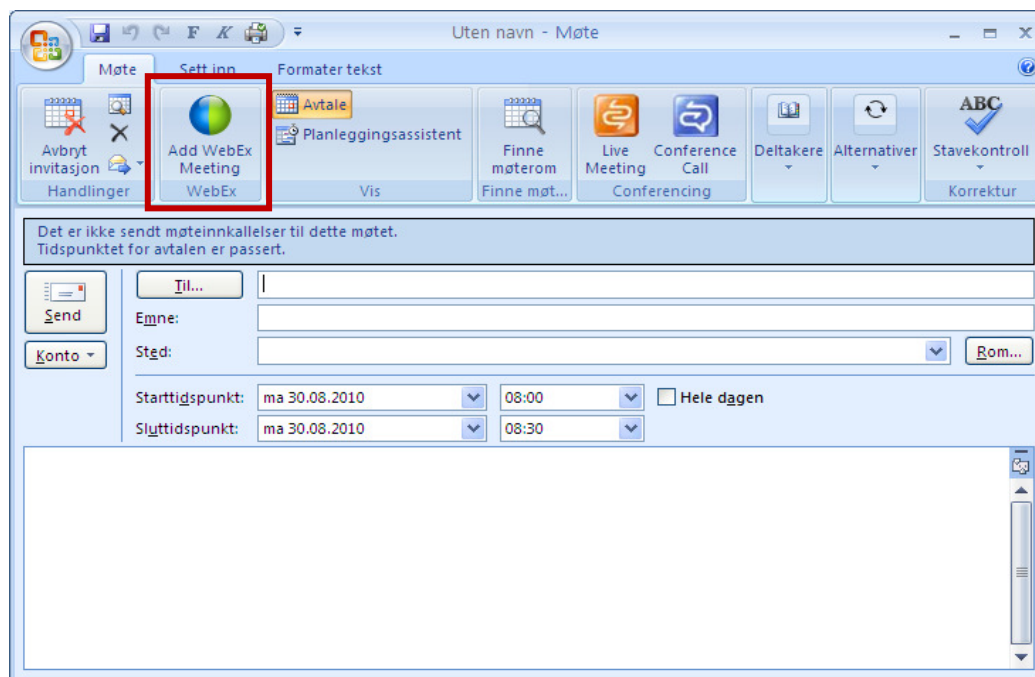 F K
Uten navn - Møte
Møte Sett inn Formater tekst
Avbryt invitasjon
Handlinger
Add WebEx Meeting
WebEx
Avtale
Planleggingsassistent
Vis
Finne møterom
Finne møt...
Live Meeting
Conference Call
Conferencing
Deltakere
Alternativer
ABC
Stavekontroll
Korrektur
Det er ikke sendt møteinnkallelser til dette møtet.
Tidspunktet for avtalen er passert.
Send
Konto
Til...
Emne:
Sted:
Rom...
Starttidspunkt: ma 30.08.2010 08:00 Hele dagen
Sluttidspunkt: ma 30.08.2010 08:30